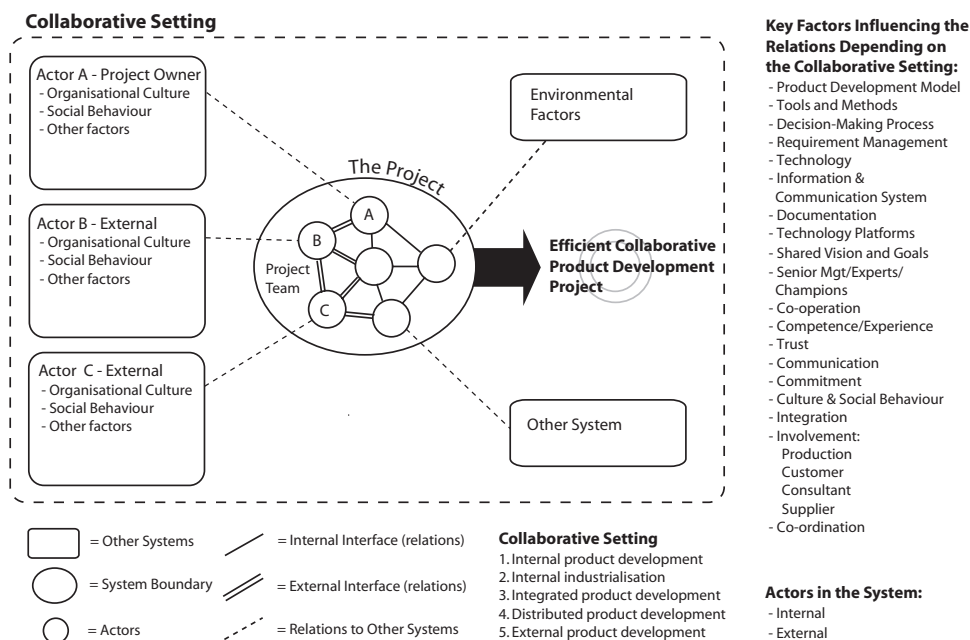 Collaborative Setting
Actor A - Project Owner
- Organisational Culture
- Social Behaviour
- Other factors
Actor B - External
- Organisational Culture
- Social Behaviour
- Other factors
Actor C - External
- Organisational Culture
- Social Behaviour
- Other factors
The Project
A
B
C
Project
Team
Environmental
Factors
Efficient Collaborative
Product Development
Project
Other System
= Other Systems
= System Boundary
= Actors
= Internal Interface (relations)
= External Interface (relations)
= Relations to Other Systems
Collaborative Setting
1. Internal product development
2. Internal industrialisation
3. Integrated product development
4. Distributed product development
5. External product development
Key Factors Influencing the
Relations Depending on
the Collaborative Setting:
- Product Development Model
- Tools and Methods
- Decision-Making Process
- Requirement Management
- Technology
- Information &
Communication System
- Documentation
- Technology Platforms
- Shared Vision and Goals
- Senior Mgt/Experts/
Champions
- Co-operation
- Competence/Experience
- Trust
- Communication
- Commitment
- Culture & Social Behaviour
- Integration
- Involvement:
Production
Customer
Consultant
Supplier
- Co-ordination
Actors in the System:
- Internal
- External